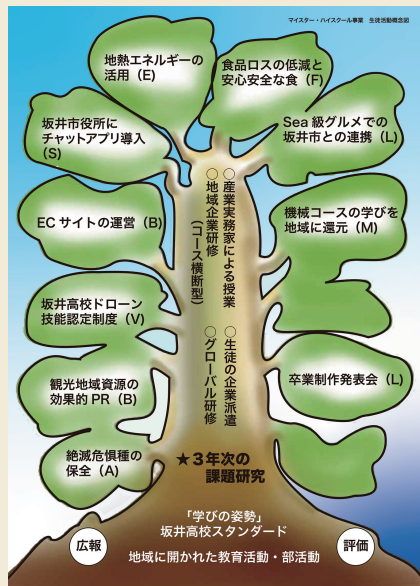 マイスター・ハイスクール事業 生徒活動概念図
地熱エネルギーの
活用（E）
食品ロスの低減と
安心安全な食（F）
坂井市役所に
チャットアプリ導入
（S）
Sea 級グルメでの
坂井市との連携（L）
EC サイトの運営（B）
機械コースの学びを
地域に還元（M）
坂井高校ドローン
技能認定制度（V）
観光地域資源の
効果的 PR（B）
卒業制作発表会（L）
絶滅危惧種の
保全（A）
○産業実務家による授業
○地域企業研修
（コース横断型）
○生徒の企業派遣
○グローバル研修
★３年次の
課題研究
「学びの姿勢」
坂井高校スタンダード
地域に開かれた教育活動・部活動
広報
評価